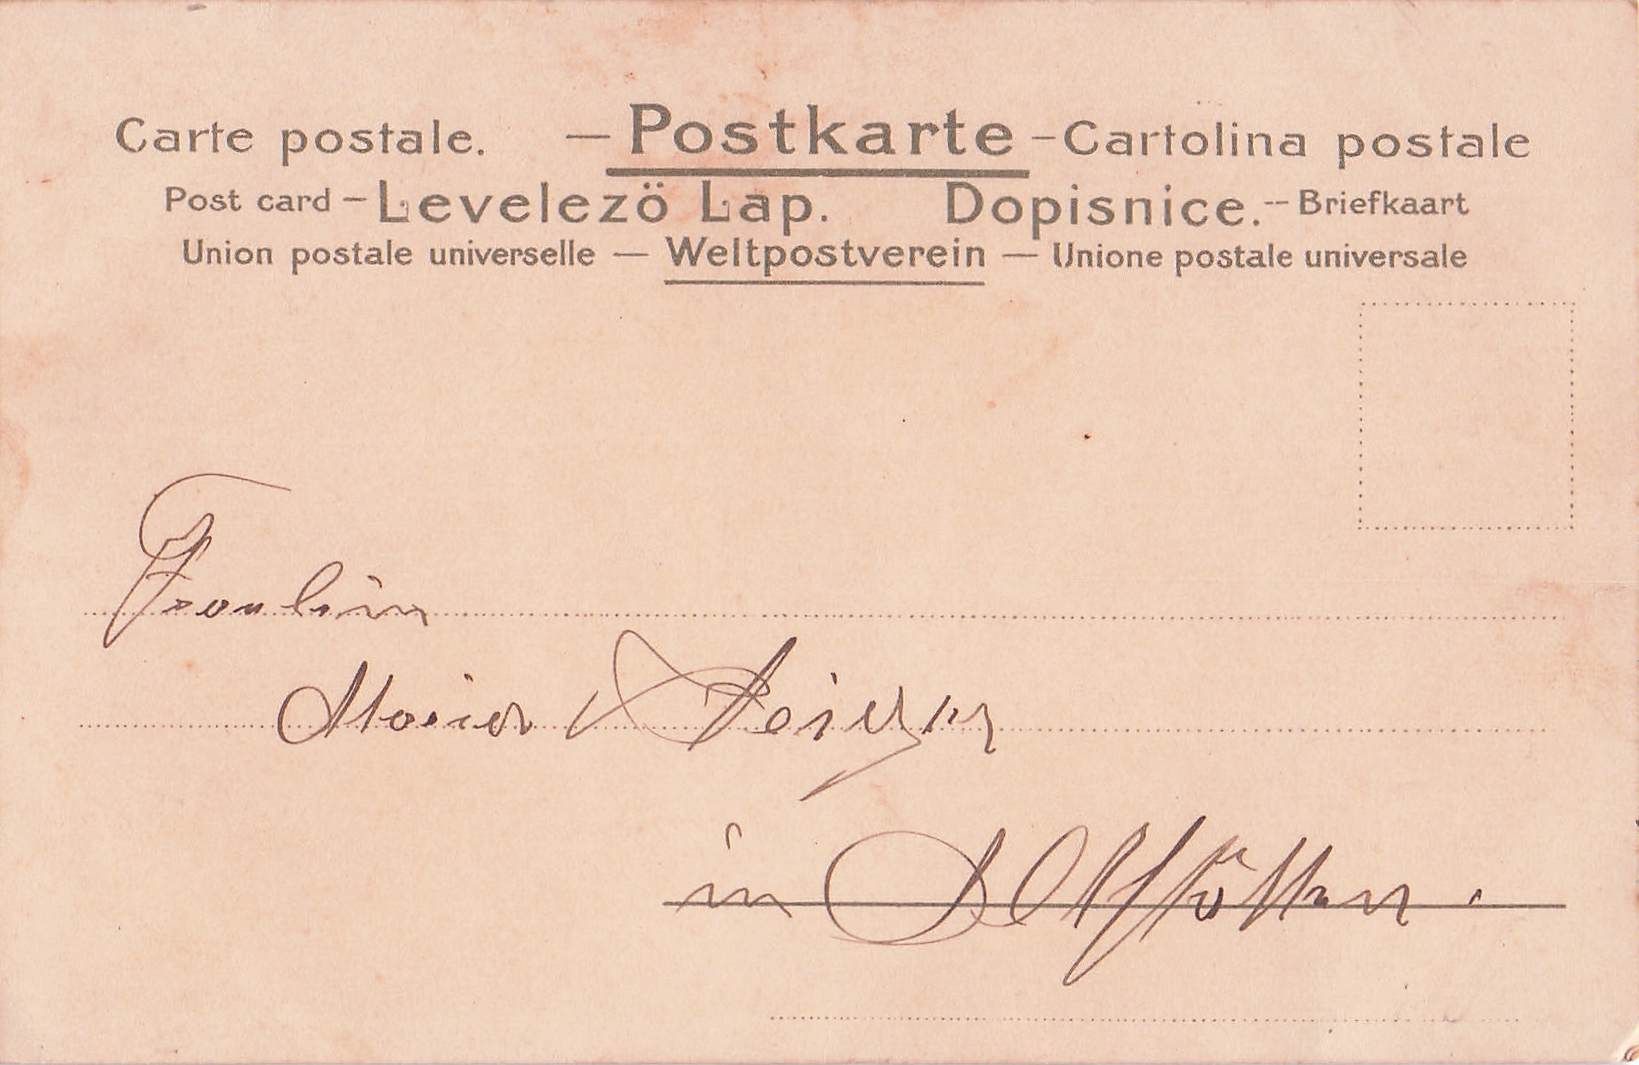 Carte postale. — Postkarte – Cartolina postale
Post card – Levelezö Lap. Dopisnice. -- Briefkaart
Union postale universelle — Weltpostverein — Unione postale universale
Fraulein
Maria
in